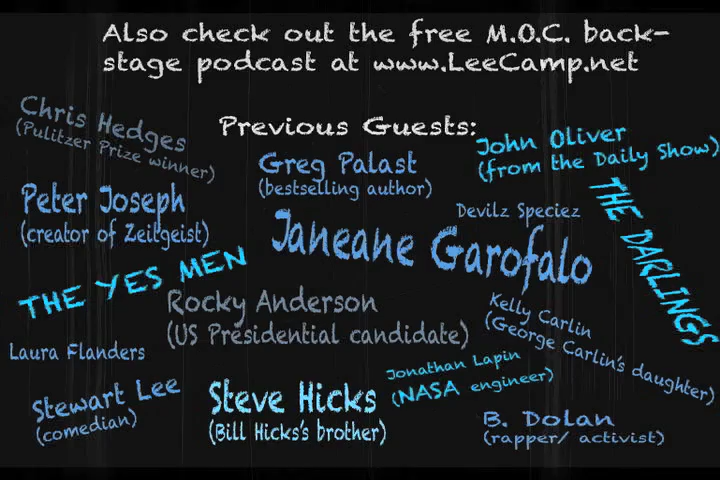 Also check out the free M.O.C. back-
stage podcast at www.LeeCamp.net
Previous Guests:
Chris Hedges
(Pulitzer Prize winner)
Greg Palast
(bestselling author)
John Oliver
(from the Daily Show)
Peter Joseph
(creator of Zeitgeist)
Devilz Speciez
Janeane Garofalo
THE DARLINGS
THE YES MEN
Rocky Anderson
(US Presidential candidate)
Kelly Carlin
(George Carlin's daughter)
Laura Flanders
Jonathan Lapin
(NASA engineer)
Stewart Lee
(comedian)
Steve Hicks
(Bill Hicks's brother)
B. Dolan
(rapper/ activist)